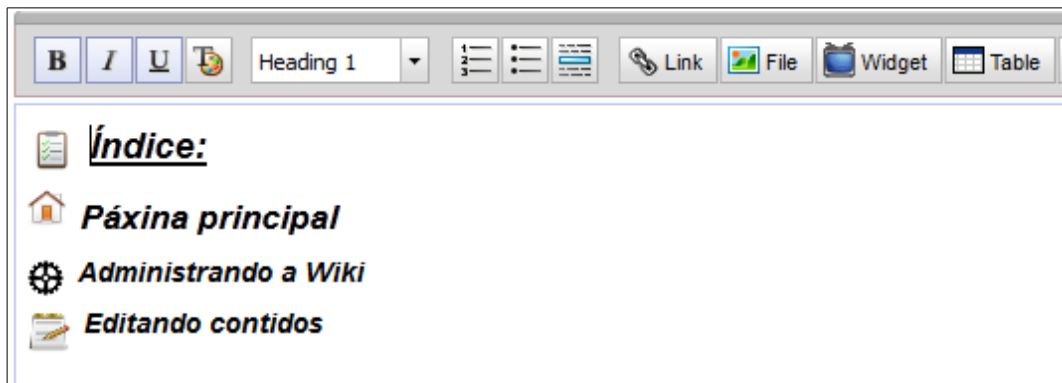 B I U T Heading 1 Link File Widget Table
Índice:
Páxina principal
Administrando a Wiki
Editando contidos